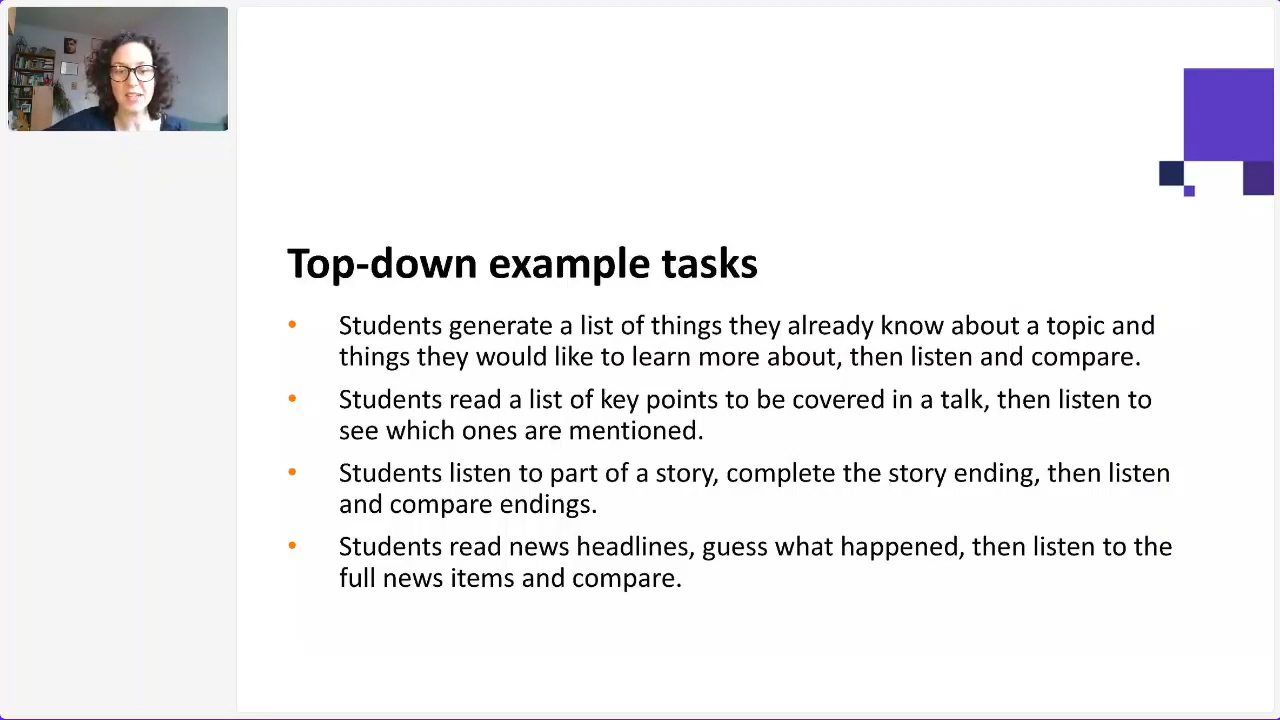 Top-down example tasks
• Students generate a list of things they already know about a topic and
things they would like to learn more about, then listen and compare.
• Students read a list of key points to be covered in a talk, then listen to
see which ones are mentioned.
• Students listen to part of a story, complete the story ending, then listen
and compare endings.
• Students read news headlines, guess what happened, then listen to the
full news items and compare.